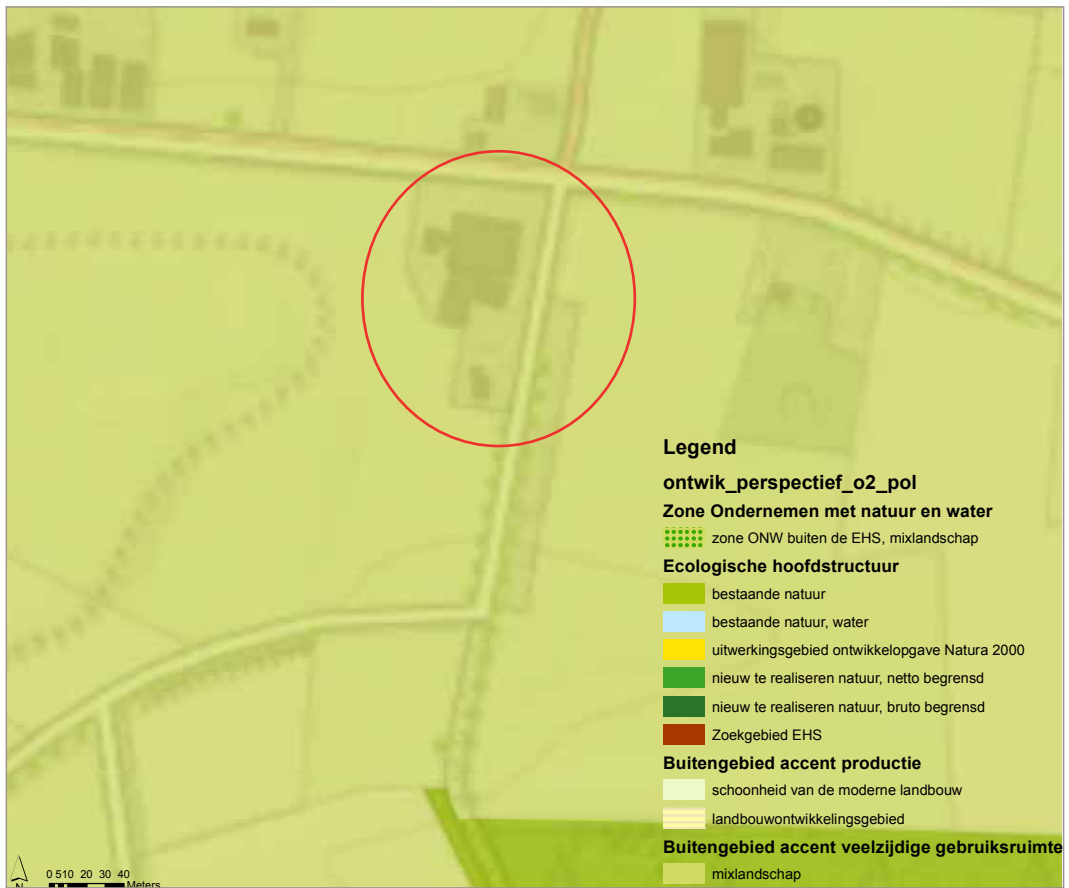 Legend
ontwik_perspectief_o2_pol
Zone Ondernemen met natuur en water
zone ONW buiten de EHS, mixlandschap
Ecologische hoofdstructuur
bestaande natuur
bestaande natuur, water
uitwerkingsgebied ontwikkelopgave Natura 2000
nieuw te realiseren natuur, netto begrensd
nieuw te realiseren natuur, bruto begrensd
Zoekgebied EHS
Buitengebied accent productie
schoonheid van de moderne landbouw
landbouwontwikkelingsgebied
Buitengebied accent veelzijdige gebruiksruimte
mixlandschap
0 510 20 30 40
Meters
N